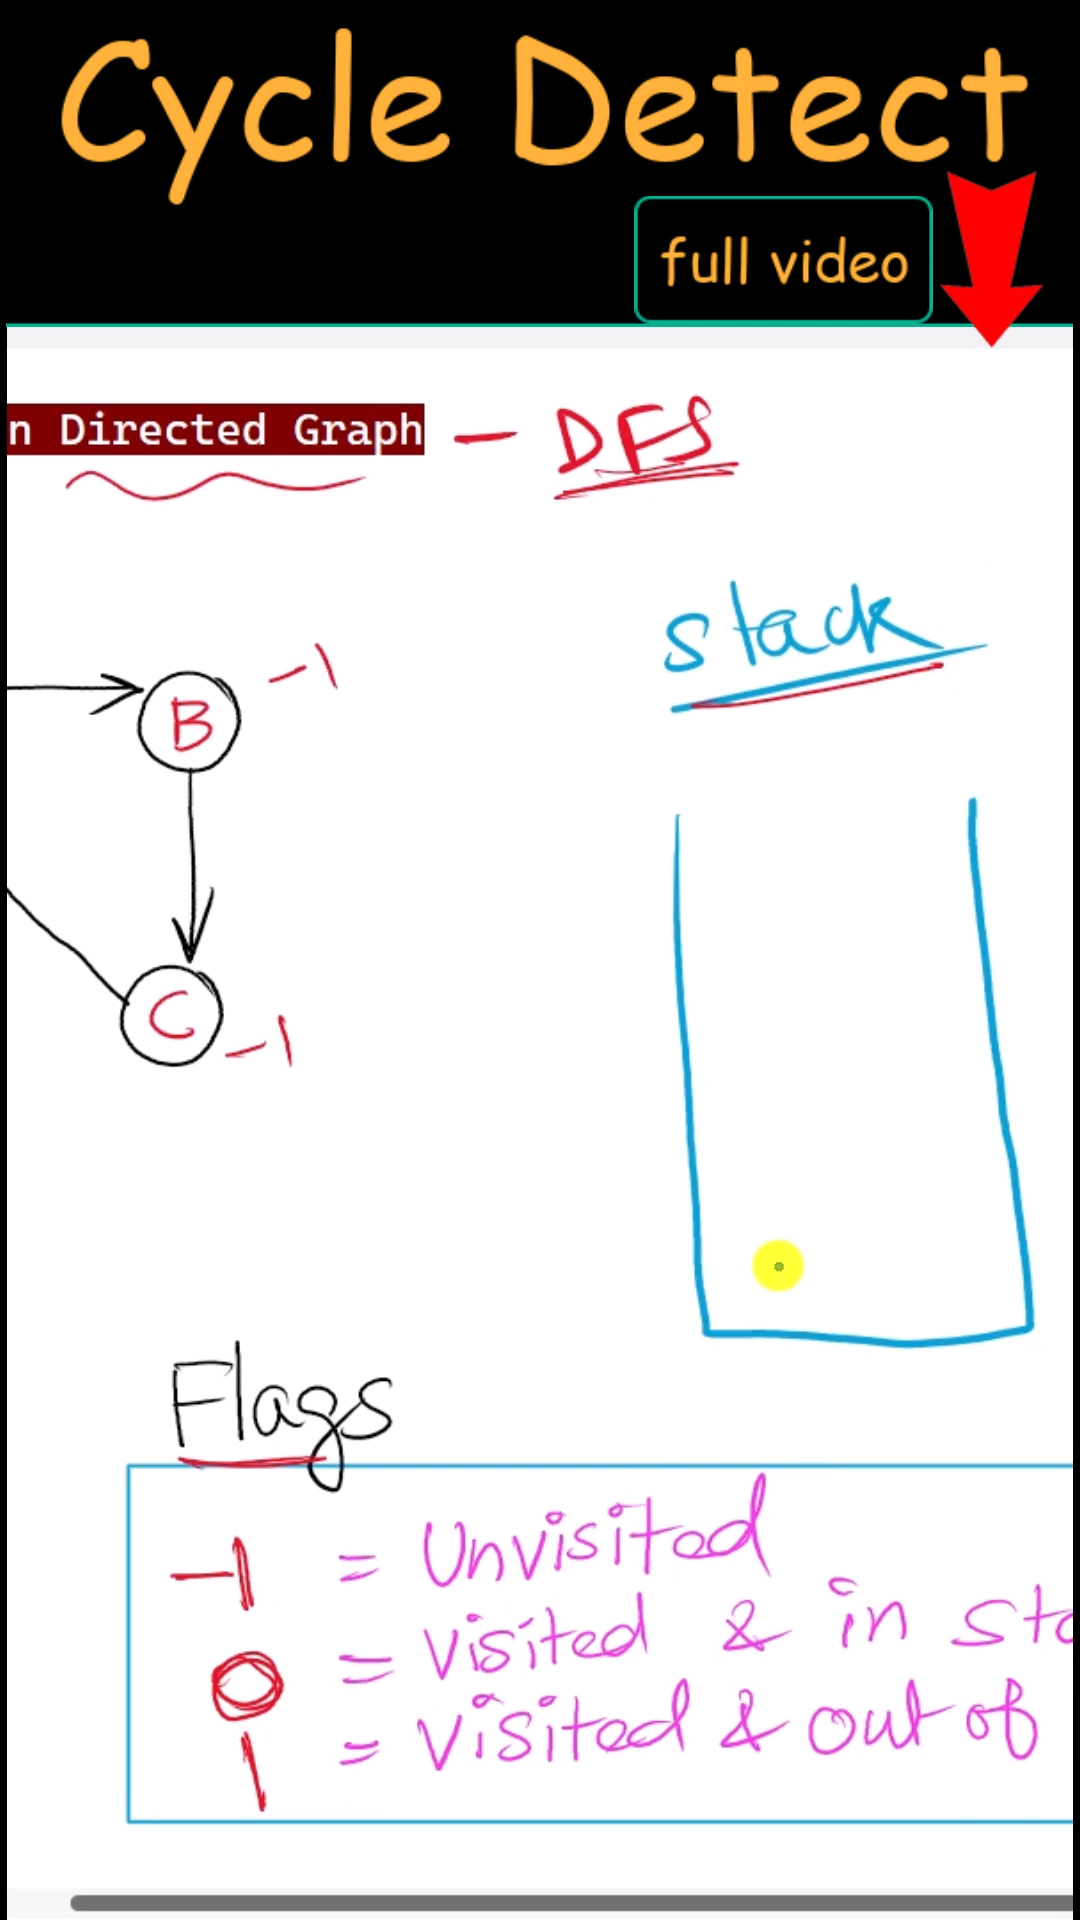 Cycle Detect
full video
n Directed Graph - DFS
stack
B -1
C -1
Flags
-1 = Unvisited
0 = visited & in sta
1 = visited & out of